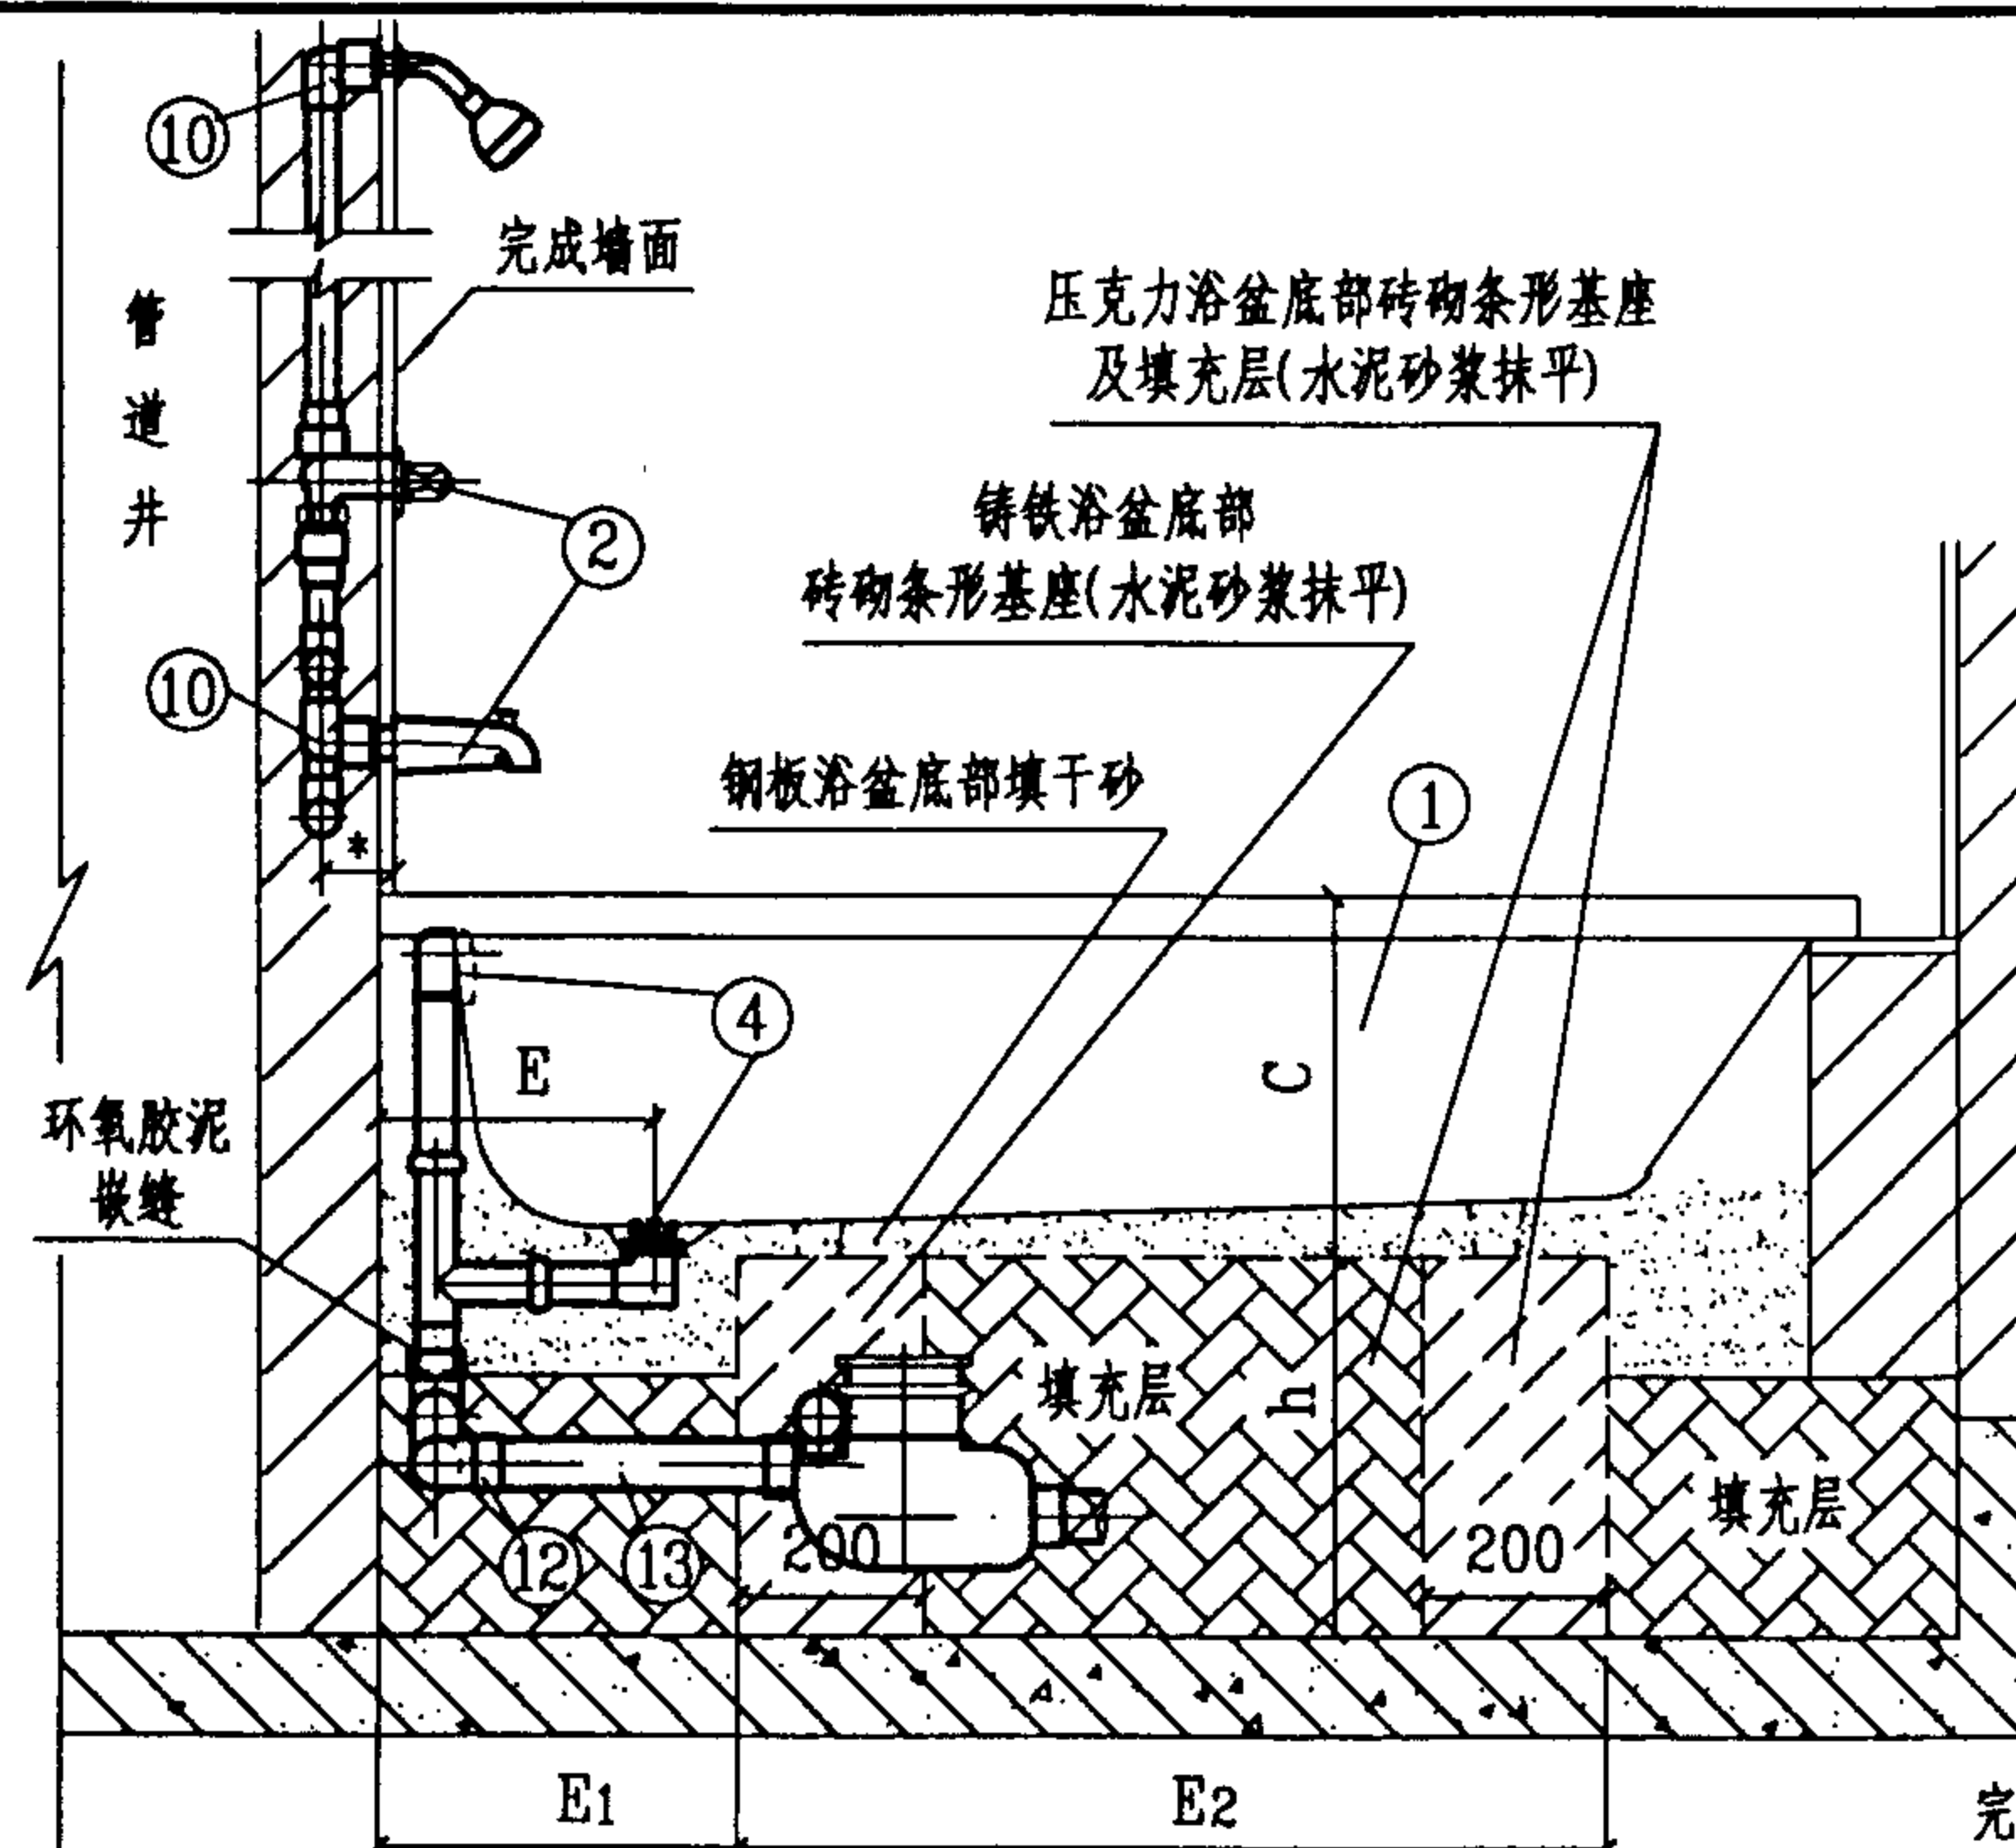 10
完成墙面
管道井
压克力浴盆底部砖砌条形基座
及填充层(水泥砂浆抹平)
铸铁浴盆底部
砖砌条形基座(水泥砂浆抹平)
2
10
钢板浴盆底部填干砂
1
*
4
E
C
环氧胶泥
嵌缝
填充层
h
填充层
12
13
200
200
E1
E2
完